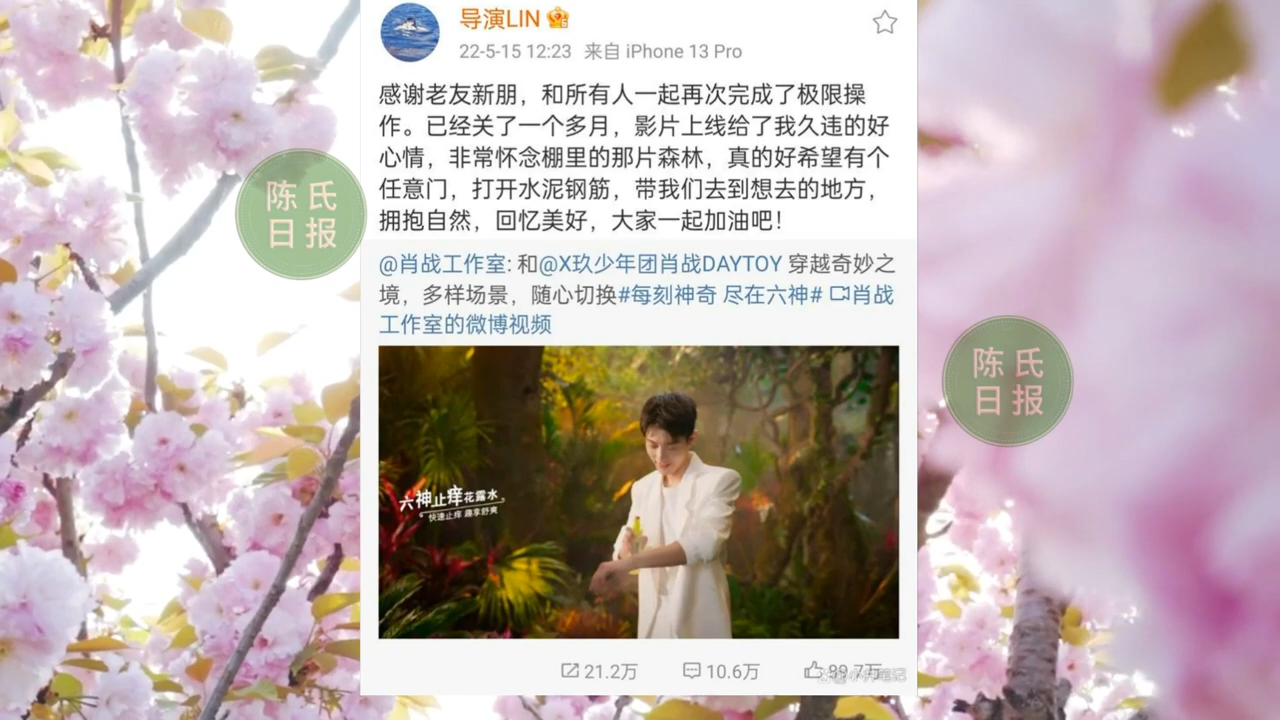 导演LIN
22-5-15 12:23 来自 iPhone 13 Pro
感谢老友新朋，和所有人一起再次完成了极限操
作。已经关了一个多月，影片上线给了我久违的好
心情，非常怀念棚里的那片森林，真的好希望有个
任意门，打开水泥钢筋，带我们去到想去的地方，
拥抱自然，回忆美好，大家一起加油吧！
@肖战工作室: 和@X玖少年团肖战DAYTOY 穿越奇妙之
境，多样场景，随心切换#每刻神奇 尽在六神# 肖战
工作室的微博视频
六神止痒花露水
快速止痒 趣享舒爽
21.2万 10.6万
陈氏
日报
陈氏
日报